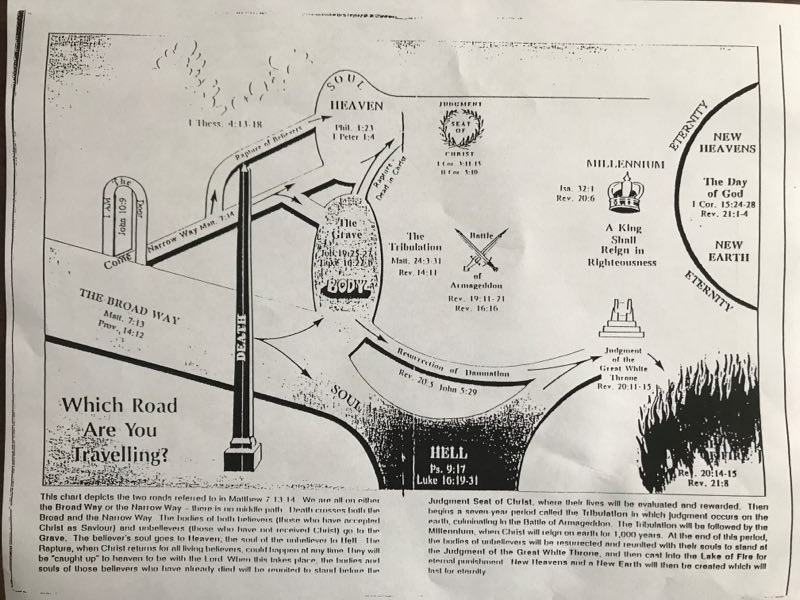 SOUL
HEAVEN
Phil. 1:23
I Peter 1:4
I Thess. 4:13-18
Rapture of Believers
Rapture
Dead in Christ
JUDGMENT
SEAT
OF
CHRIST
I Cor. 3:11-15
II Cor. 5:10
ETERNITY
NEW
HEAVENS
The Day
of God
I Cor. 15:24-28
Rev. 21:1-4
NEW
EARTH
ETERNITY
MILLENNIUM
Isa. 32:1
Rev. 20:6
A King
Shall
Reign in
Righteousness
I AM
The
Door
John 10:9
Come
Narrow Way Matt. 7:14
The
Grave
BODY
The
Tribulation
Matt. 24:3-31
Rev. 14:11
Battle
of
Armageddon
Rev. 19:11-21
Rev. 16:16
THE BROAD WAY
Matt. 7:13
Prov. 14:12
DEATH
Resurrection of Damnation
Rev. 20:5 John 5:29
Judgment
of the
Great White
Throne
Rev. 20:11-15
SOUL
HELL
Ps. 9:17
Luke 16:19-31
Rev. 20:14-15
Rev. 21:8
Which Road
Are You
Travelling?
This chart depicts the two roads referred to in Matthew 7:13-14. We are all on either
the Broad Way or the Narrow Way - there is no middle path. Death crosses both the
Broad and the Narrow Way. The bodies of both believers (those who have accepted
Christ as Saviour) and unbelievers (those who have not received Christ) go to the
Grave. The believer's soul goes to Heaven; the soul of the unbeliever to Hell. The
Rapture, when Christ returns for all living believers, could happen at any time. They will
be "caught up" to heaven to be with the Lord. When this takes place, the bodies and
souls of those believers who have already died will be reunited to stand before the
Judgment Seat of Christ, where their lives will be evaluated and rewarded. Then
begins a seven year period called the Tribulation in which judgment occurs on the
earth, culminating in the Battle of Armageddon. The Tribulation will be followed by the
Millennium, when Christ will reign on earth for 1,000 years. At the end of this period,
the bodies of unbelievers will be resurrected and reunited with their souls to stand at
the Judgment of the Great White Throne, and then cast into the Lake of Fire for
eternal punishment. New Heavens and a New Earth will then be created which will
last for eternity.